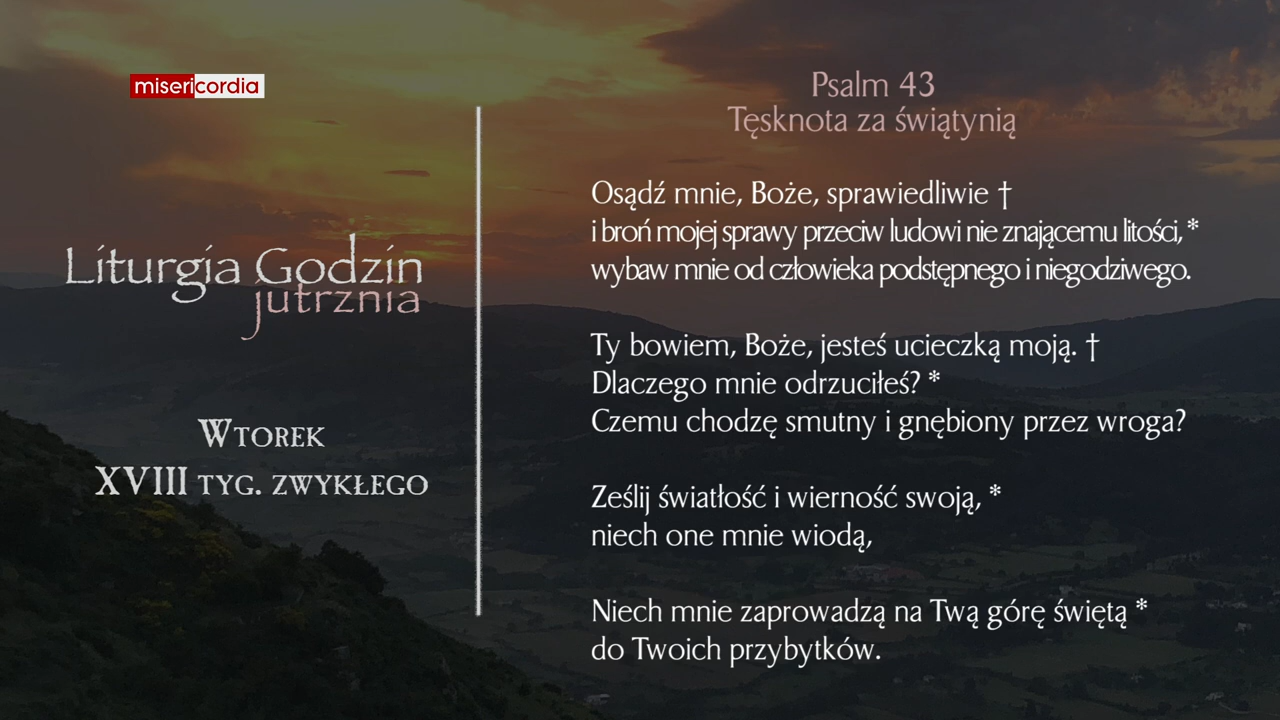 misericordia
Liturgia Godzin
jutrznia
Wtorek
XVIII tyg. zwykłego
Psalm 43
Tęsknota za świątynią
Osądź mnie, Boże, sprawiedliwie †
i broń mojej sprawy przeciw ludowi nie znającemu litości, *
wybaw mnie od człowieka podstępnego i niegodziwego.
Ty bowiem, Boże, jesteś ucieczką moją. †
Dlaczego mnie odrzuciłeś? *
Czemu chodzę smutny i gnębiony przez wroga?
Ześlij światłość i wierność swoją, *
niech one mnie wiodą,
Niech mnie zaprowadzą na Twą górę świętą *
do Twoich przybytków.